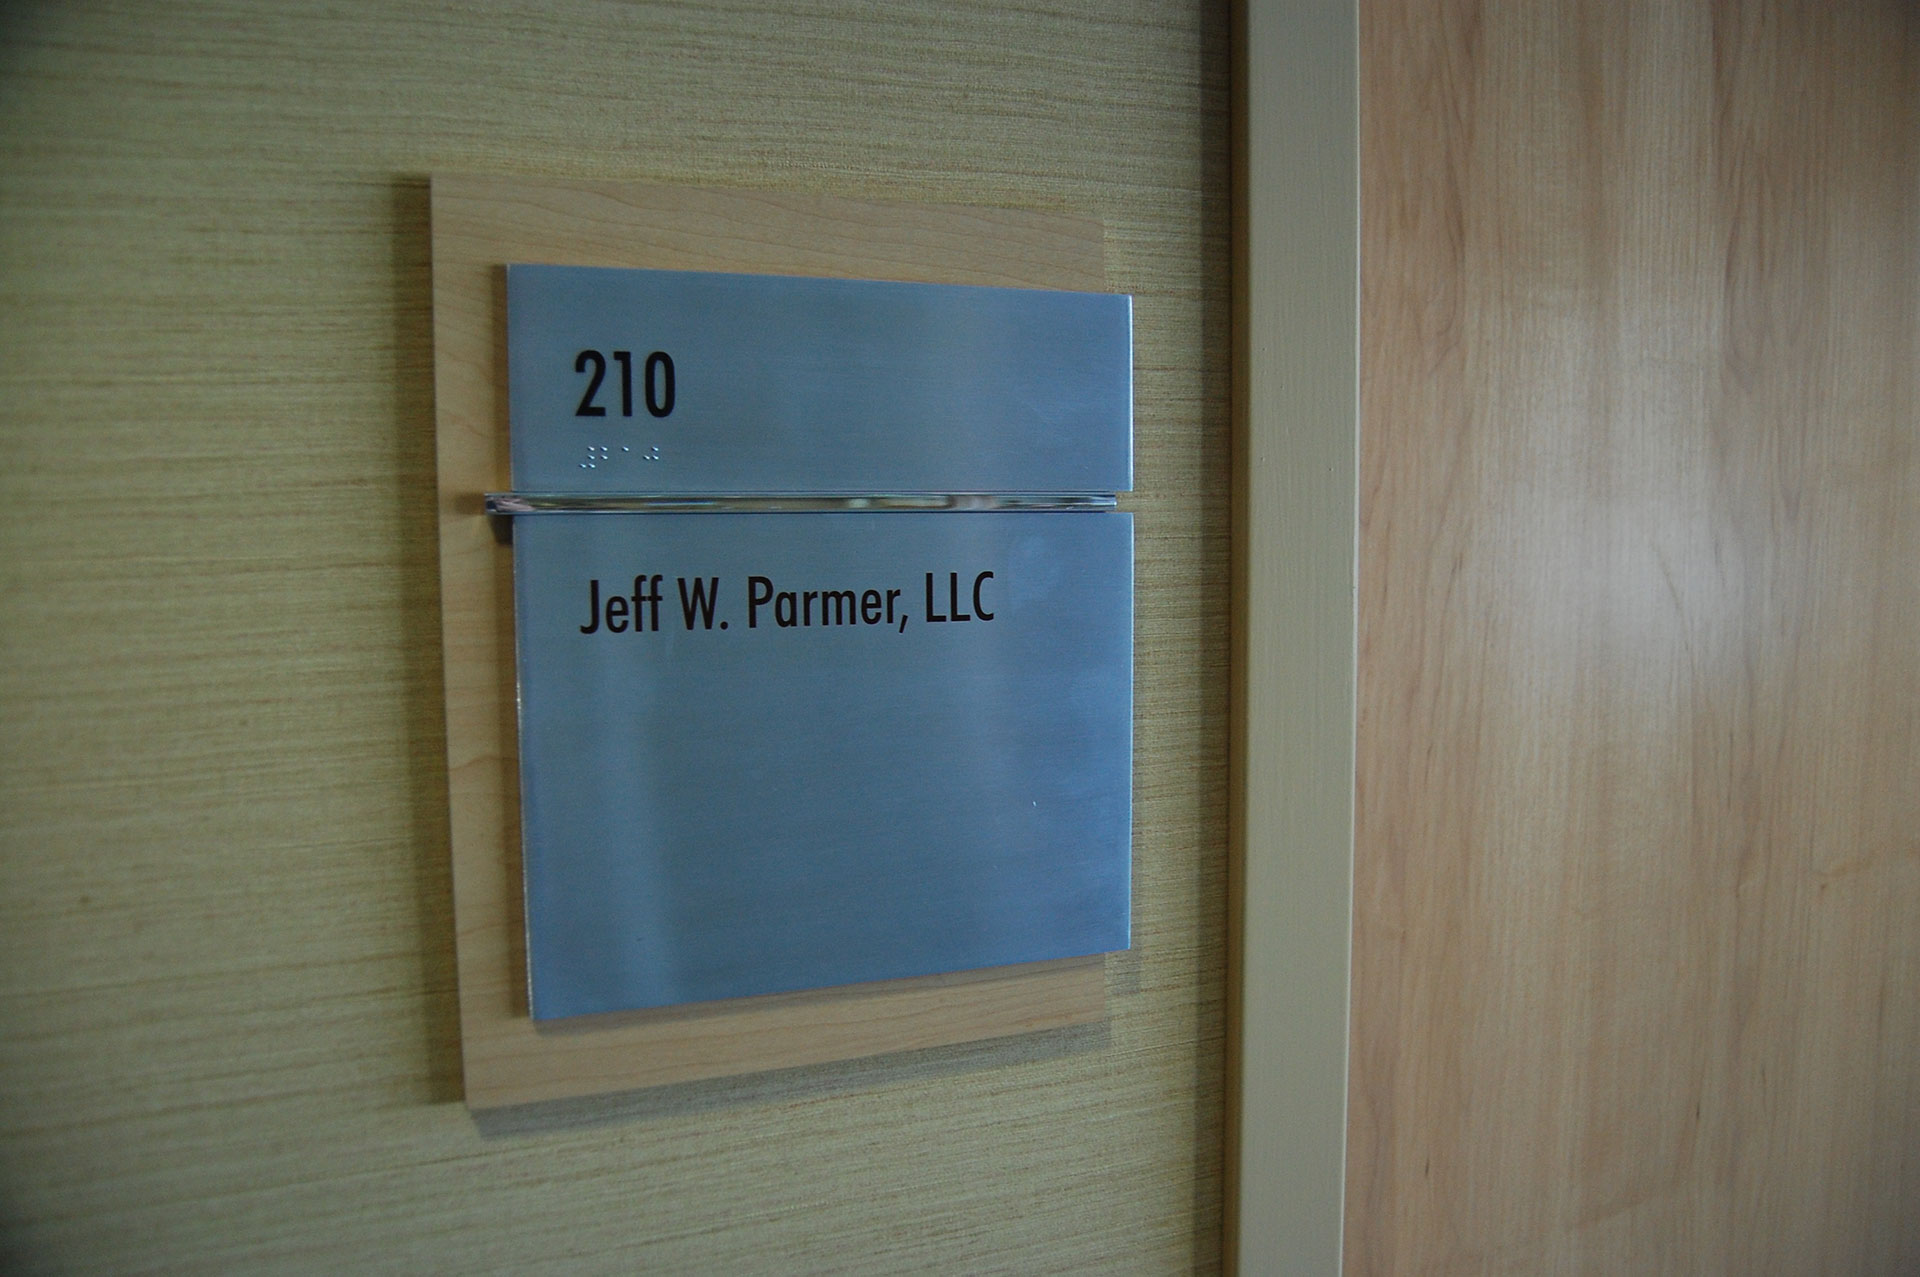 210
⠼⠃⠁⠚
Jeff W. Parmer, LLC